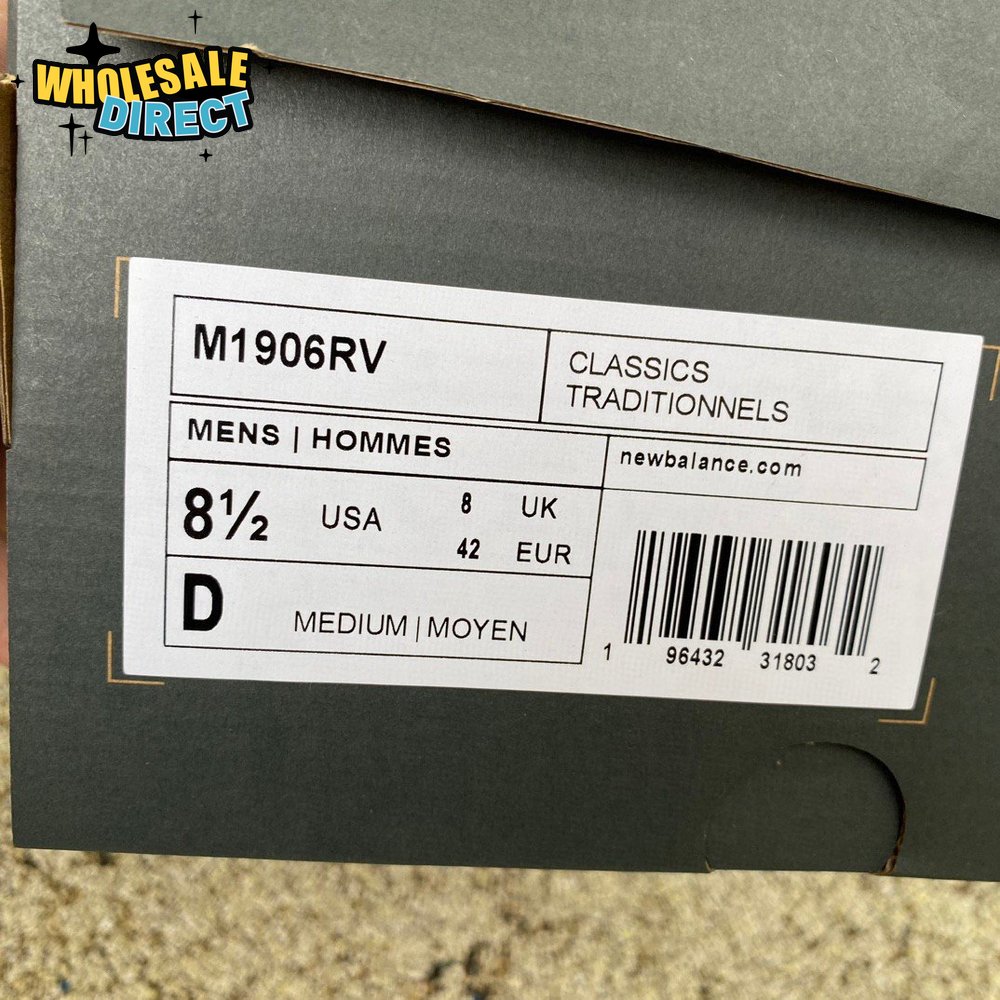 WHOLESALE
DIRECT
M1906RV
CLASSICS
TRADITIONNELS
MENS | HOMMES
newbalance.com
8½ USA 8 UK
42 EUR
D MEDIUM | MOYEN
1 96432 31803 2